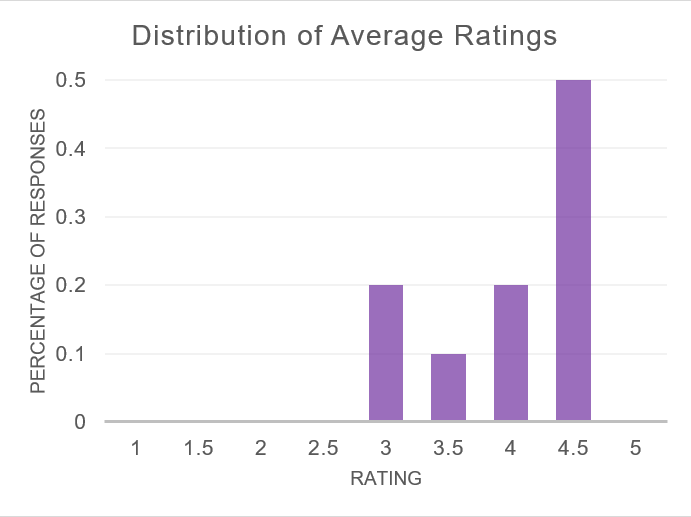 Distribution of Average Ratings
PERCENTAGE OF RESPONSES
0.5
0.4
0.3
0.2
0.1
0
1 1.5 2 2.5 3 3.5 4 4.5 5
RATING